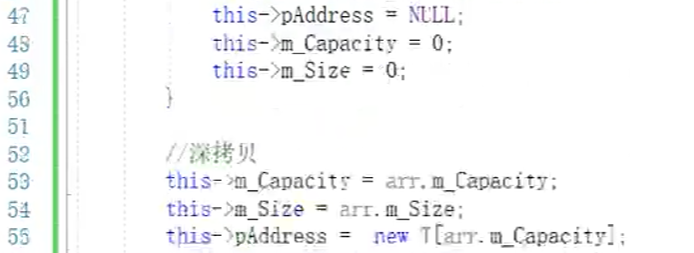 47 this->pAddress = NULL;
48 this->m_Capacity = 0;
49 this->m_Size = 0;
50 }
51
52 //深拷贝
53 this->m_Capacity = arr.m_Capacity;
54 this->m_Size = arr.m_Size;
55 this->pAddress = new T[arr.m_Capacity];